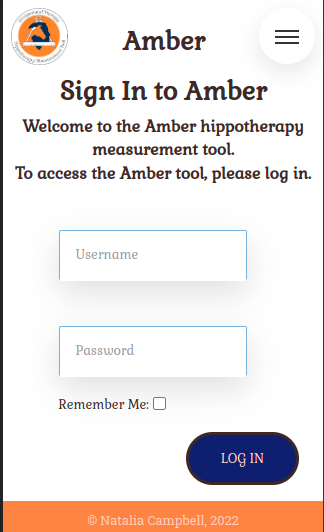 Amber
Sign In to Amber
Welcome to the Amber hippotherapy
measurement tool.
To access the Amber tool, please log in.
Username
Password
Remember Me:
LOG IN
© Natalia Campbell, 2022